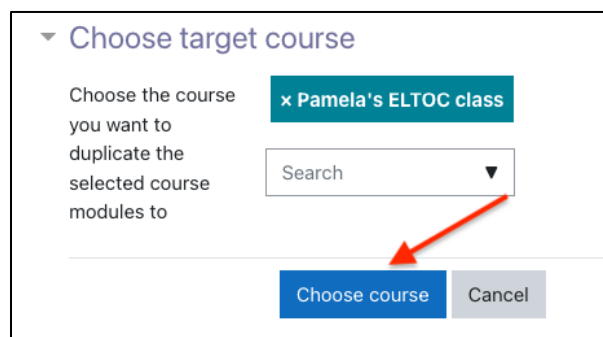 Choose target course
Choose the course
you want to
duplicate the
selected course
modules to
× Pamela's ELTOC class
Search
Choose course
Cancel